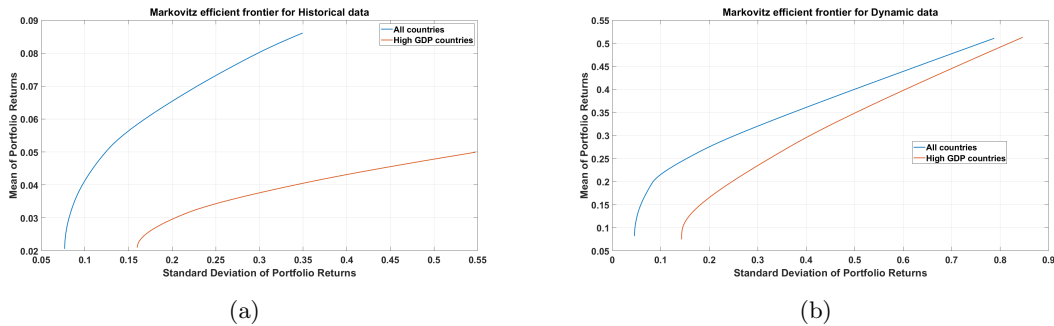 Markovitz efficient frontier for Historical data
0.09
0.08
0.07
0.06
0.05
0.04
0.03
0.02
Mean of Portfolio Returns
All countries
High GDP countries
0.05 0.1 0.15 0.2 0.25 0.3 0.35 0.4 0.45 0.5 0.55
Standard Deviation of Portfolio Returns
(a)
Markovitz efficient frontier for Dynamic data
0.55
0.5
0.45
0.4
0.35
0.3
0.25
0.2
0.15
0.1
0.05
Mean of Portfolio Returns
All countries
High GDP countries
0 0.1 0.2 0.3 0.4 0.5 0.6 0.7 0.8 0.9
Standard Deviation of Portfolio Returns
(b)